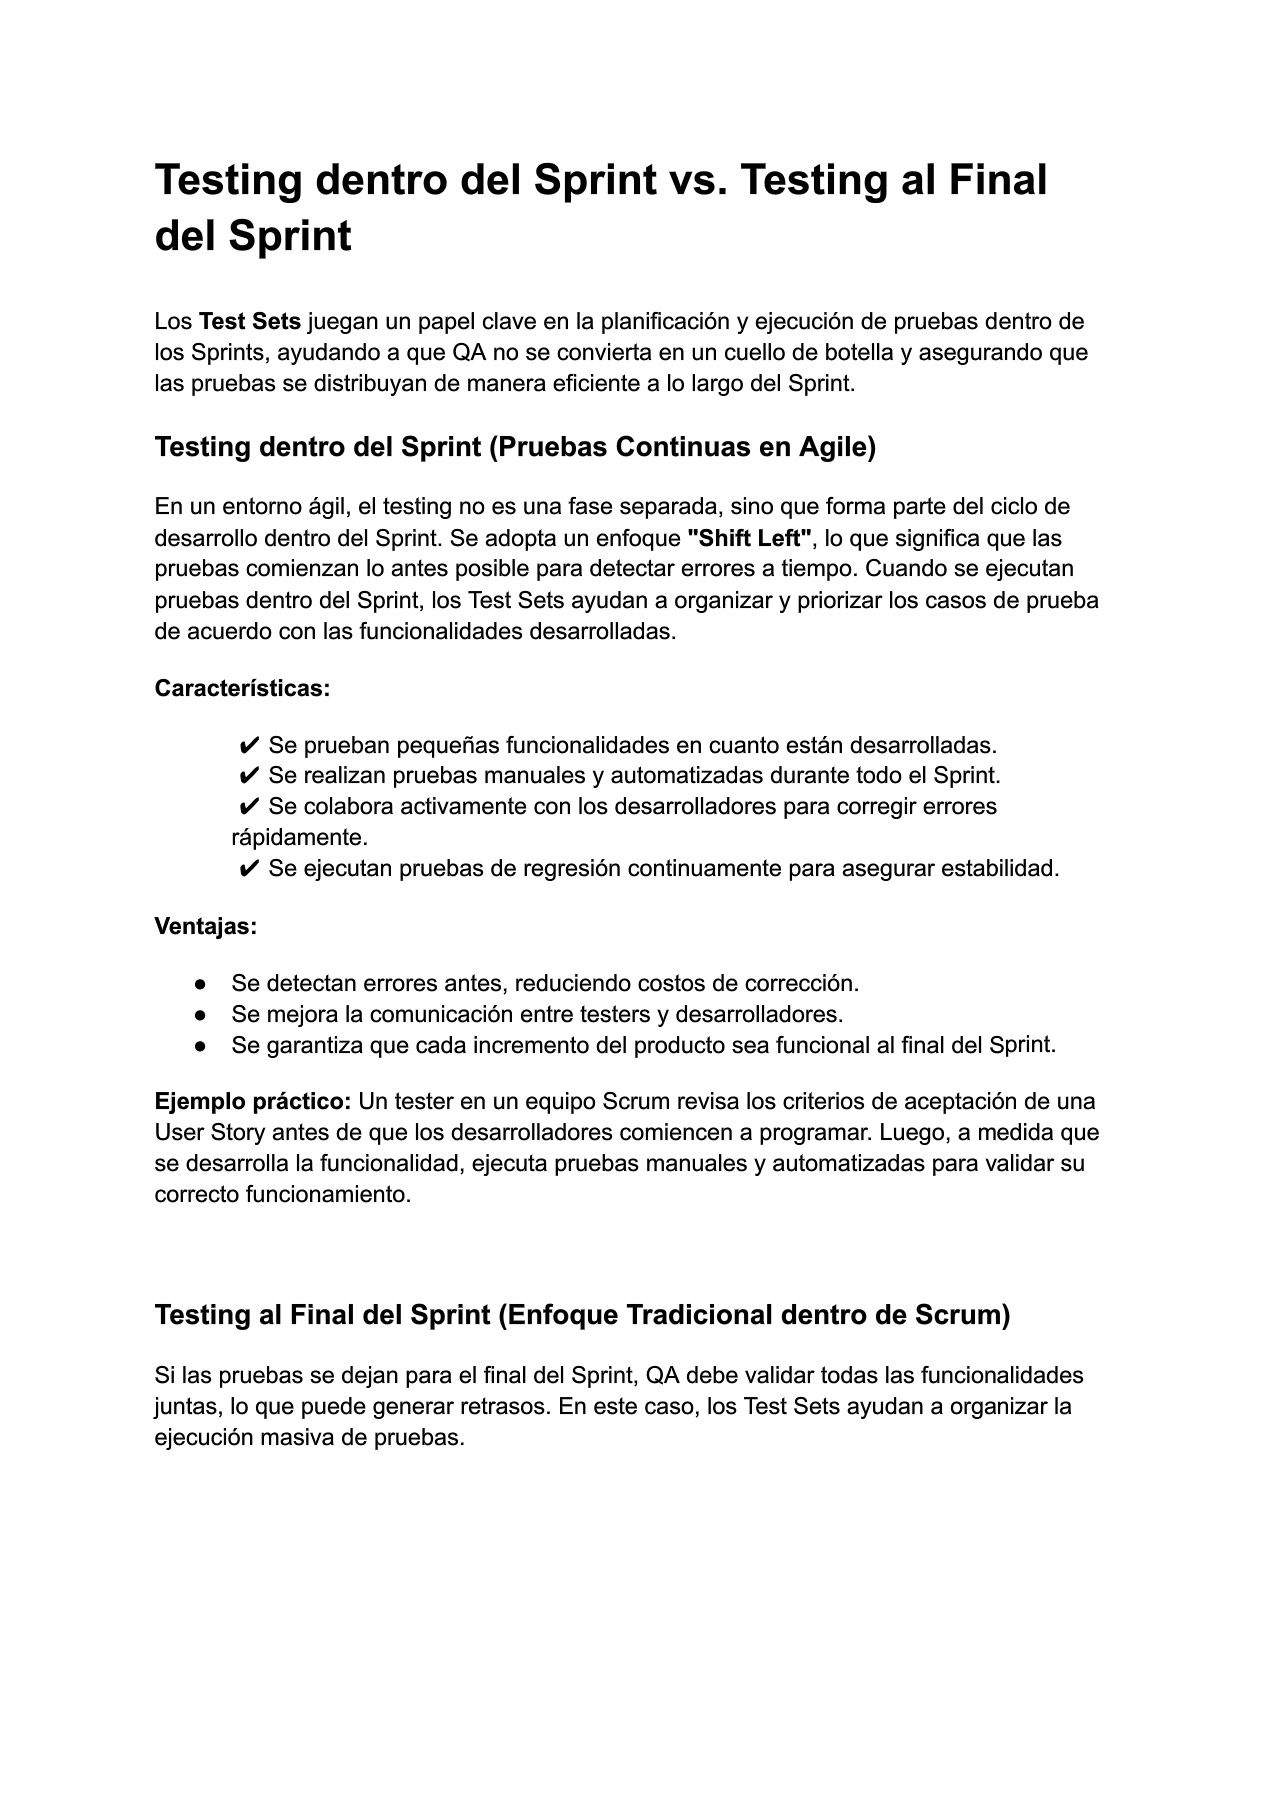 Testing dentro del Sprint vs. Testing al Final
del Sprint
Los Test Sets juegan un papel clave en la planificación y ejecución de pruebas dentro de
los Sprints, ayudando a que QA no se convierta en un cuello de botella y asegurando que
las pruebas se distribuyan de manera eficiente a lo largo del Sprint.
Testing dentro del Sprint (Pruebas Continuas en Agile)
En un entorno ágil, el testing no es una fase separada, sino que forma parte del ciclo de
desarrollo dentro del Sprint. Se adopta un enfoque "Shift Left", lo que significa que las
pruebas comienzan lo antes posible para detectar errores a tiempo. Cuando se ejecutan
pruebas dentro del Sprint, los Test Sets ayudan a organizar y priorizar los casos de prueba
de acuerdo con las funcionalidades desarrolladas.
Características:
✔ Se prueban pequeñas funcionalidades en cuanto están desarrolladas.
✔ Se realizan pruebas manuales y automatizadas durante todo el Sprint.
✔ Se colabora activamente con los desarrolladores para corregir errores
rápidamente.
✔ Se ejecutan pruebas de regresión continuamente para asegurar estabilidad.
Ventajas:
● Se detectan errores antes, reduciendo costos de corrección.
● Se mejora la comunicación entre testers y desarrolladores.
● Se garantiza que cada incremento del producto sea funcional al final del Sprint.
Ejemplo práctico: Un tester en un equipo Scrum revisa los criterios de aceptación de una
User Story antes de que los desarrolladores comiencen a programar. Luego, a medida que
se desarrolla la funcionalidad, ejecuta pruebas manuales y automatizadas para validar su
correcto funcionamiento.
Testing al Final del Sprint (Enfoque Tradicional dentro de Scrum)
Si las pruebas se dejan para el final del Sprint, QA debe validar todas las funcionalidades
juntas, lo que puede generar retrasos. En este caso, los Test Sets ayudan a organizar la
ejecución masiva de pruebas.